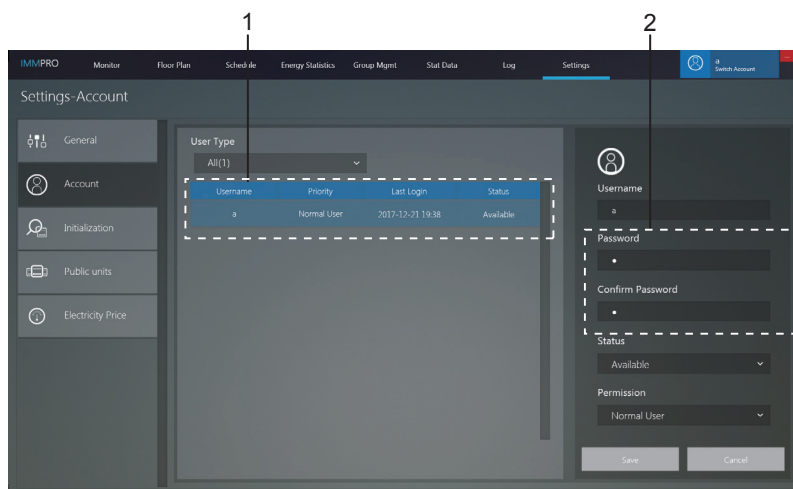 1
2
IMMPRO Monitor Floor Plan Schedule Energy Statistics Group Mgmt Stat Data Log Settings
a
Switch Account
Settings-Account
General
Account
Initialization
Public units
Electricity Price
User Type
All(1)
Username Priority Last Login Status
a Normal User 2017-12-21 19:38 Available
Username
a
Password
•
Confirm Password
•
Status
Available
Permission
Normal User
Save Cancel